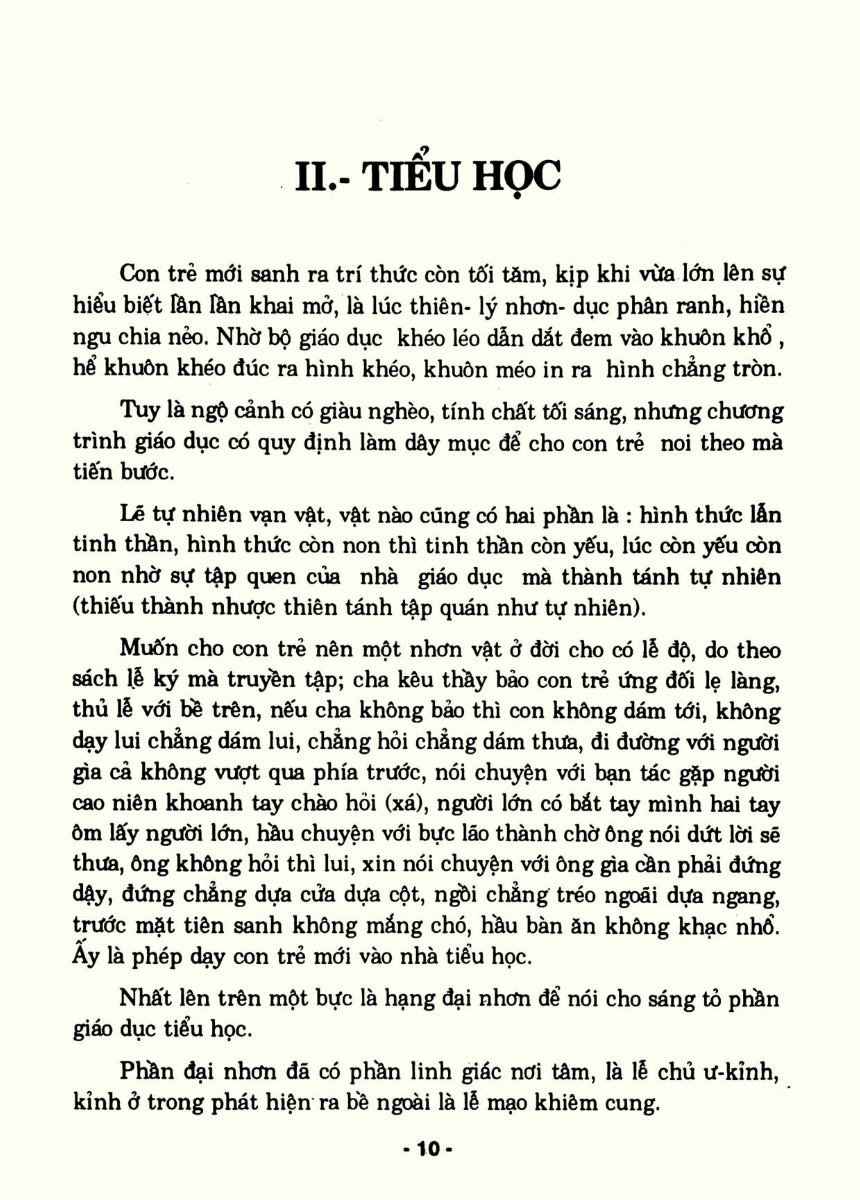 II.- TIỂU HỌC
Con trẻ mới sanh ra trí thức còn tối tăm, kịp khi vừa lớn lên sự
hiểu biết lần lần khai mở, là lúc thiên- lý nhơn- dục phân ranh, hiền
ngu chia nẻo. Nhờ bộ giáo dục khéo léo dẫn dắt đem vào khuôn khổ ,
hể khuôn khéo đúc ra hình khéo, khuôn méo in ra hình chẳng tròn.
Tuy là ngộ cảnh có giàu nghèo, tính chất tối sáng, nhưng chương
trình giáo dục có quy định làm dây mục để cho con trẻ noi theo mà
tiến bước.
Lẽ tự nhiên vạn vật, vật nào cũng có hai phần là : hình thức lẫn
tinh thần, hình thức còn non thì tinh thần còn yếu, lúc còn yếu còn
non nhờ sự tập quen của nhà giáo dục mà thành tánh tự nhiên
(thiếu thành nhược thiên tánh tập quán như tự nhiên).
Muốn cho con trẻ nên một nhơn vật ở đời cho có lễ độ, do theo
sách lễ ký mà truyền tập; cha kêu thầy bảo con trẻ ứng đối lẹ làng,
thủ lễ với bề trên, nếu cha không bảo thì con không dám tới, không
dạy lui chẳng dám lui, chẳng hỏi chẳng dám thưa, đi đường với người
gìa cả không vượt qua phía trước, nói chuyện với bạn tác gặp người
cao niên khoanh tay chào hỏi (xá), người lớn có bắt tay mình hai tay
ôm lấy người lớn, hầu chuyện với bực lão thành chờ ông nói dứt lời sẽ
thưa, ông không hỏi thì lui, xin nói chuyện với ông gìa cần phải đứng
dậy, đứng chẳng dựa cửa dựa cột, ngồi chẳng tréo ngoãi dựa ngang,
trước mặt tiên sanh không mắng chó, hầu bàn ăn không khạc nhổ.
Ấy là phép dạy con trẻ mới vào nhà tiểu học.
Nhất lên trên một bực là hạng đại nhơn để nói cho sáng tỏ phần
giáo dục tiểu học.
Phần đại nhơn đã có phần linh giác nơi tâm, là lễ chủ ư-kỉnh,
kỉnh ở trong phát hiện ra bề ngoài là lễ mạo khiêm cung.
- 10 -